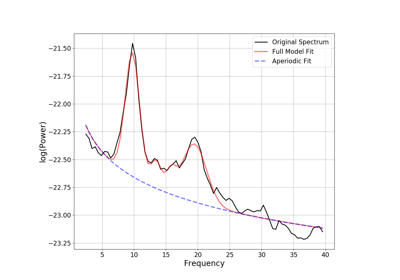 −21.50
−21.75
−22.00
−22.25
−22.50
−22.75
−23.00
−23.25
log(Power)
Original Spectrum
Full Model Fit
Aperiodic Fit
5 10 15 20 25 30 35 40
Frequency